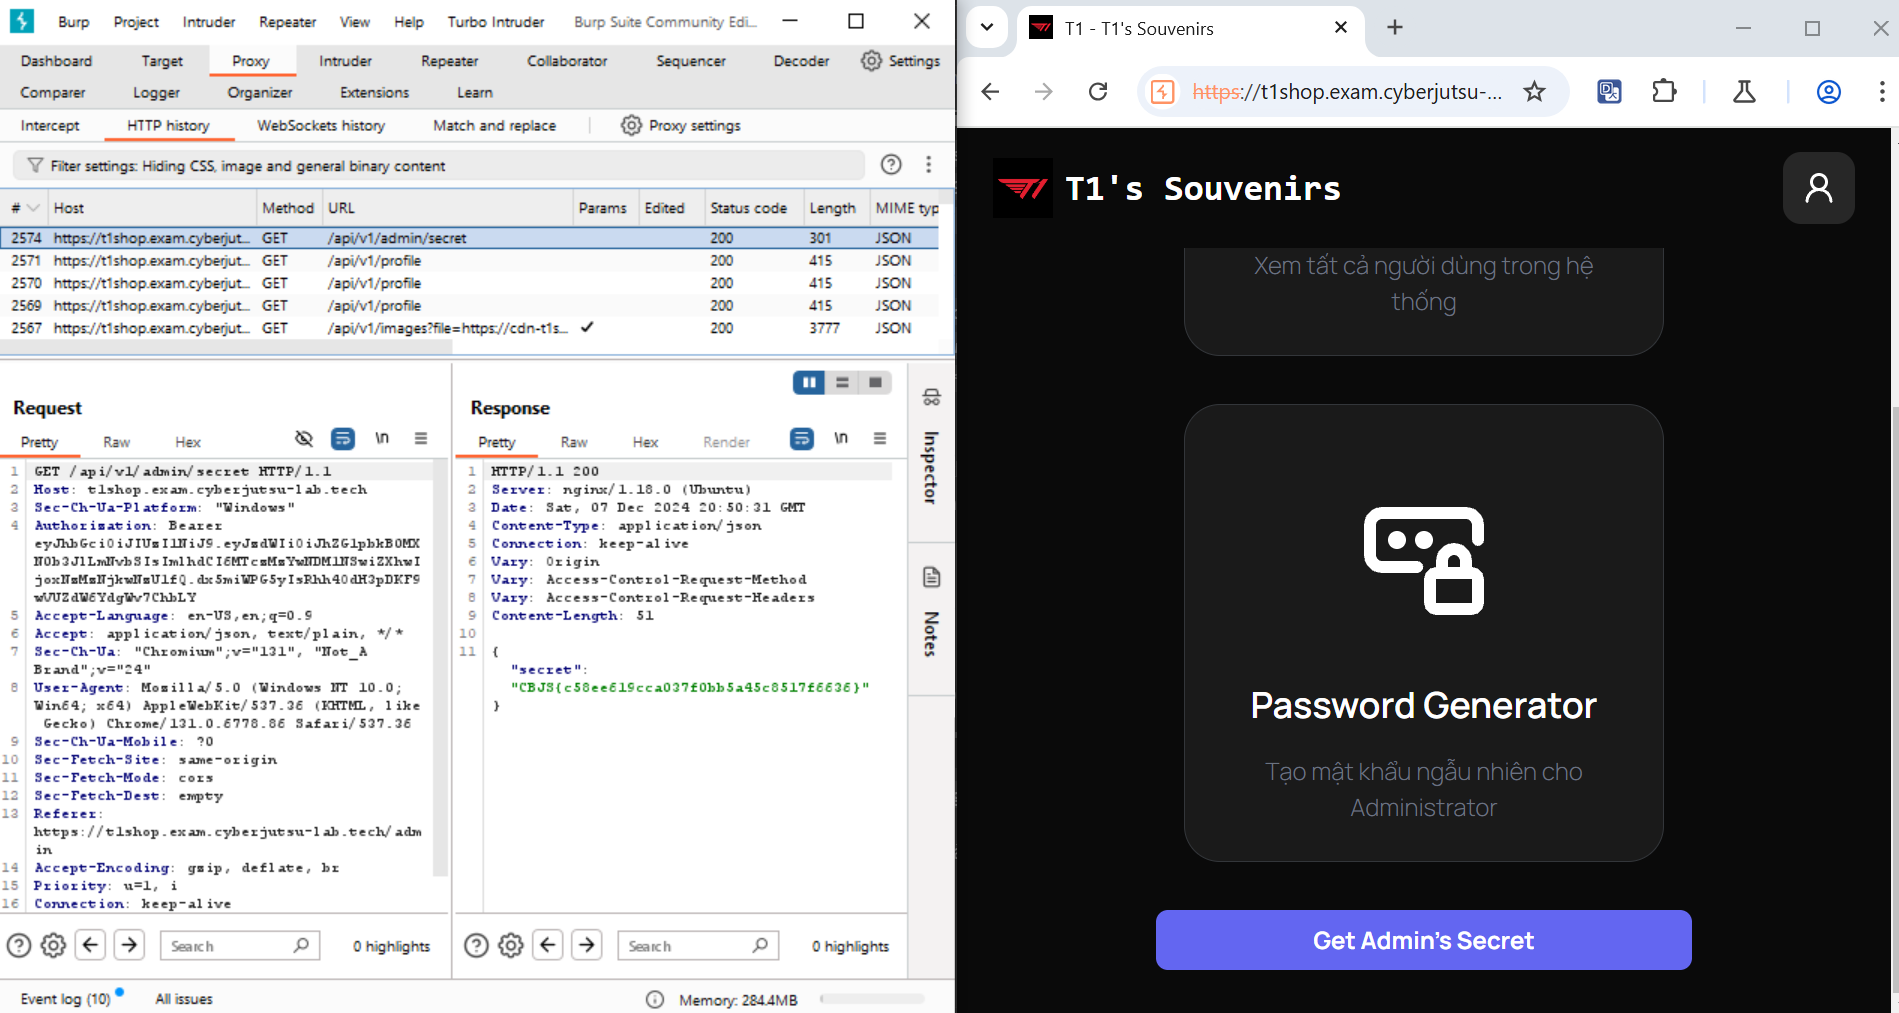 Burp Project Intruder Repeater View Help Turbo Intruder Burp Suite Community Edi...
Dashboard Target Proxy Intruder Repeater Collaborator Sequencer Decoder Settings
Comparer Logger Organizer Extensions Learn
Intercept HTTP history WebSockets history Match and replace Proxy settings
Filter settings: Hiding CSS, image and general binary content
# Host Method URL Params Edited Status code Length MIME typ
2574 https://t1shop.exam.cyberjut... GET /api/v1/admin/secret 200 301 JSON
2571 https://t1shop.exam.cyberjut... GET /api/v1/profile 200 415 JSON
2570 https://t1shop.exam.cyberjut... GET /api/v1/profile 200 415 JSON
2569 https://t1shop.exam.cyberjut... GET /api/v1/profile 200 415 JSON
2567 https://t1shop.exam.cyberjut... GET /api/v1/images?file=https://cdn-t1s... ✓ 200 3777 JSON
Request
Pretty Raw Hex \n
1 GET /api/v1/admin/secret HTTP/1.1
2 Host: t1shop.exam.cyberjutsu-lab.tech
3 Sec-Ch-Ua-Platform: "Windows"
4 Authorization: Bearer
5 Accept-Language: en-US,en;q=0.9
6 Accept: application/json, text/plain, */*
7 Sec-Ch-Ua: "Chromium";v="131", "Not_A
Brand";v="24"
8 User-Agent: Mozilla/5.0 (Windows NT 10.0;
Win64; x64) AppleWebKit/537.36 (KHTML, like
Gecko) Chrome/131.0.6778.86 Safari/537.36
9 Sec-Ch-Ua-Mobile: ?0
10 Sec-Fetch-Site: same-origin
11 Sec-Fetch-Mode: cors
12 Sec-Fetch-Dest: empty
13 Referer:
https://t1shop.exam.cyberjutsu-lab.tech/adm
in
14 Accept-Encoding: gzip, deflate, br
15 Priority: u=1, i
16 Connection: keep-alive
Search 0 highlights
Response
Pretty Raw Hex Render \n
1 HTTP/1.1 200
2 Server: nginx/1.18.0 (Ubuntu)
3 Date: Sat, 07 Dec 2024 20:50:31 GMT
4 Content-Type: application/json
5 Connection: keep-alive
6 Vary: Origin
7 Vary: Access-Control-Request-Method
8 Vary: Access-Control-Request-Headers
9 Content-Length: 51
10
11 {
"secret":
"CBJS{c58ee619cca037f0bb5a45c8517f6636}"
}
Search 0 highlights
Inspector
Notes
Event log (10) All issues Memory: 284.4MB
T1 - T1's Souvenirs
https://t1shop.exam.cyberjutsu-...
T1's Souvenirs
Xem tất cả người dùng trong hệ
thống
Password Generator
Tạo mật khẩu ngẫu nhiên cho
Administrator
Get Admin's Secret